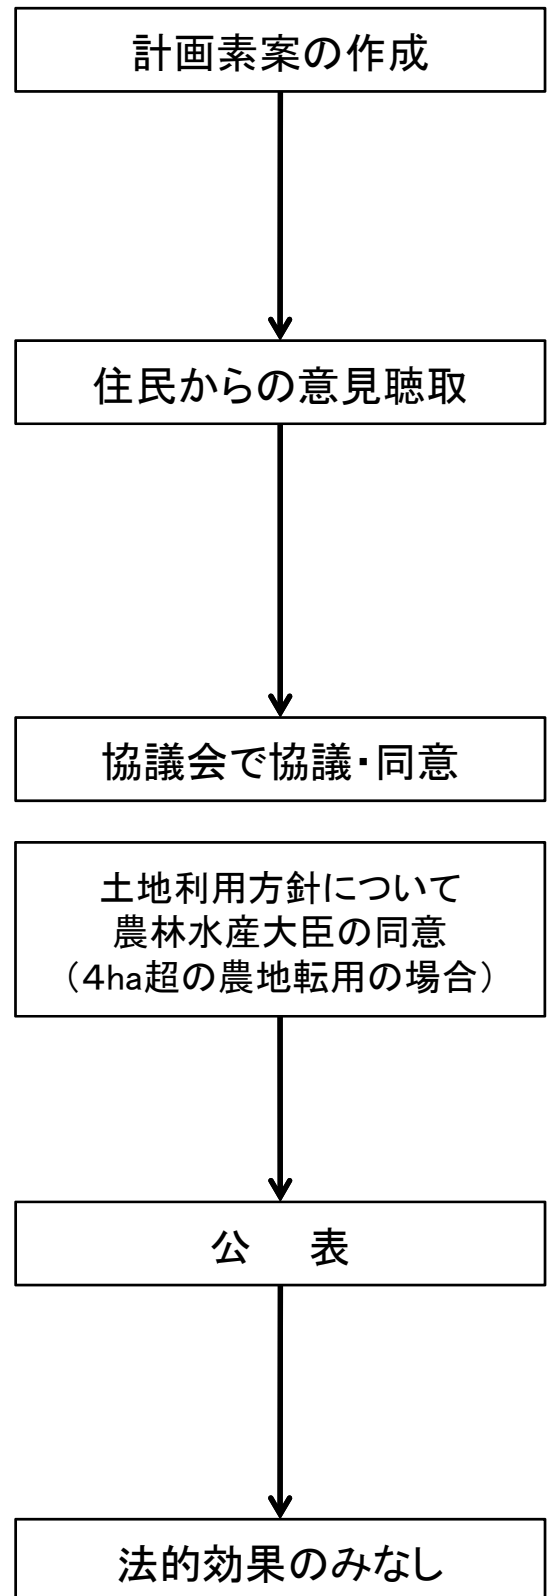 計画素案の作成
住民からの意見聴取
協議会で協議・同意
土地利用方針について
農林水産大臣の同意
（4ha超の農地転用の場合）
公　表
法的効果のみなし